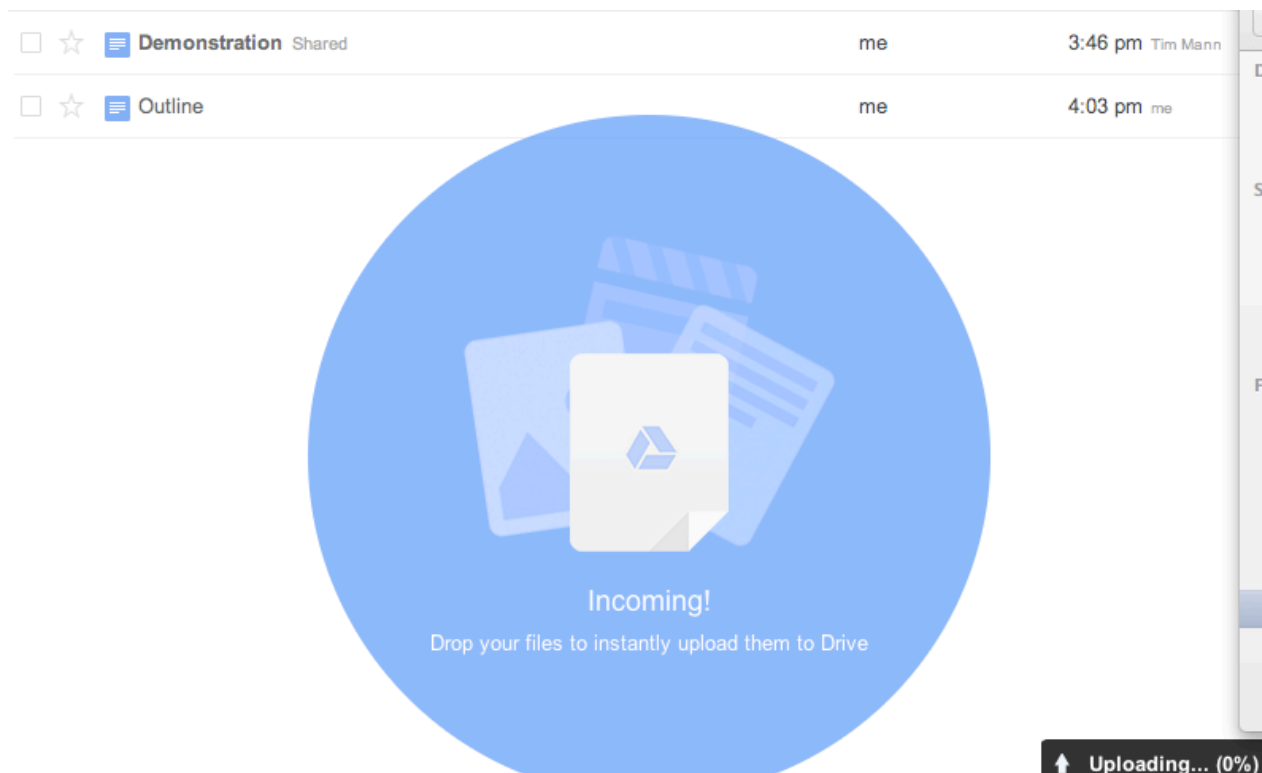 Demonstration Shared me 3:46 pm Tim Mann
Outline me 4:03 pm me
Incoming!
Drop your files to instantly upload them to Drive
Uploading... (0%)